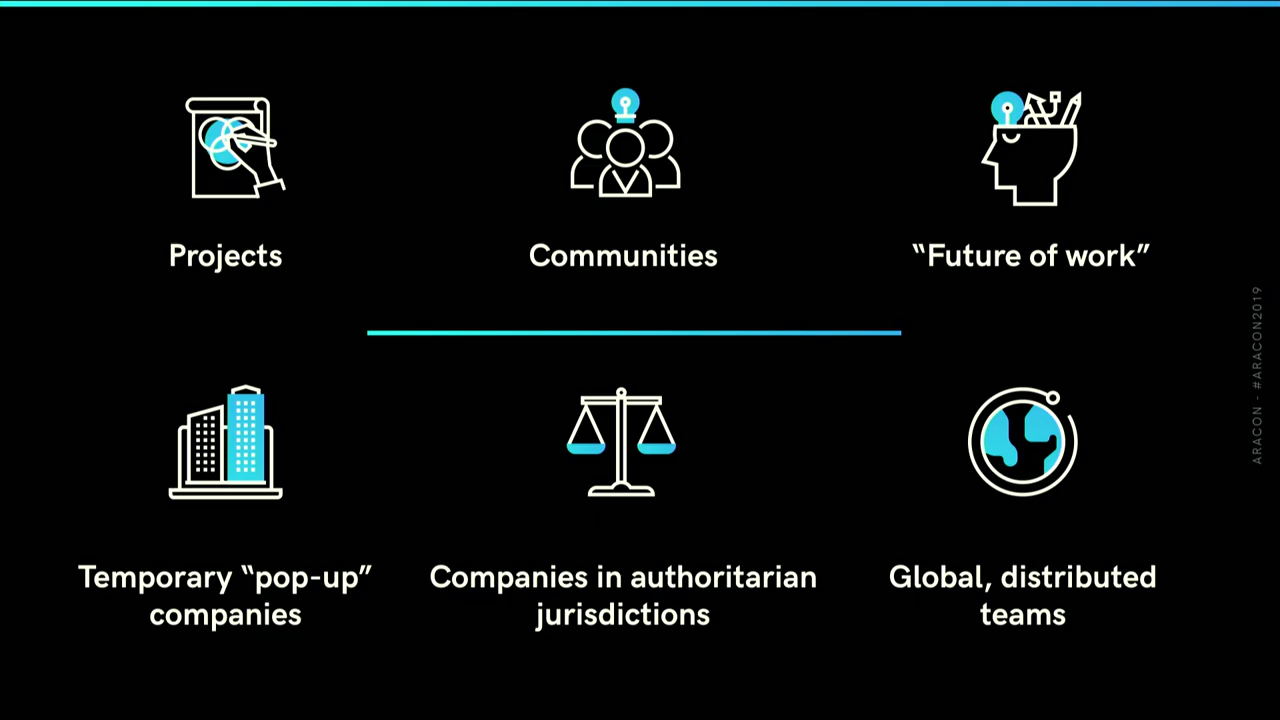 Projects
Communities
“Future of work”
Temporary “pop-up”
companies
Companies in authoritarian
jurisdictions
Global, distributed
teams
ARACON - #ARACON2019